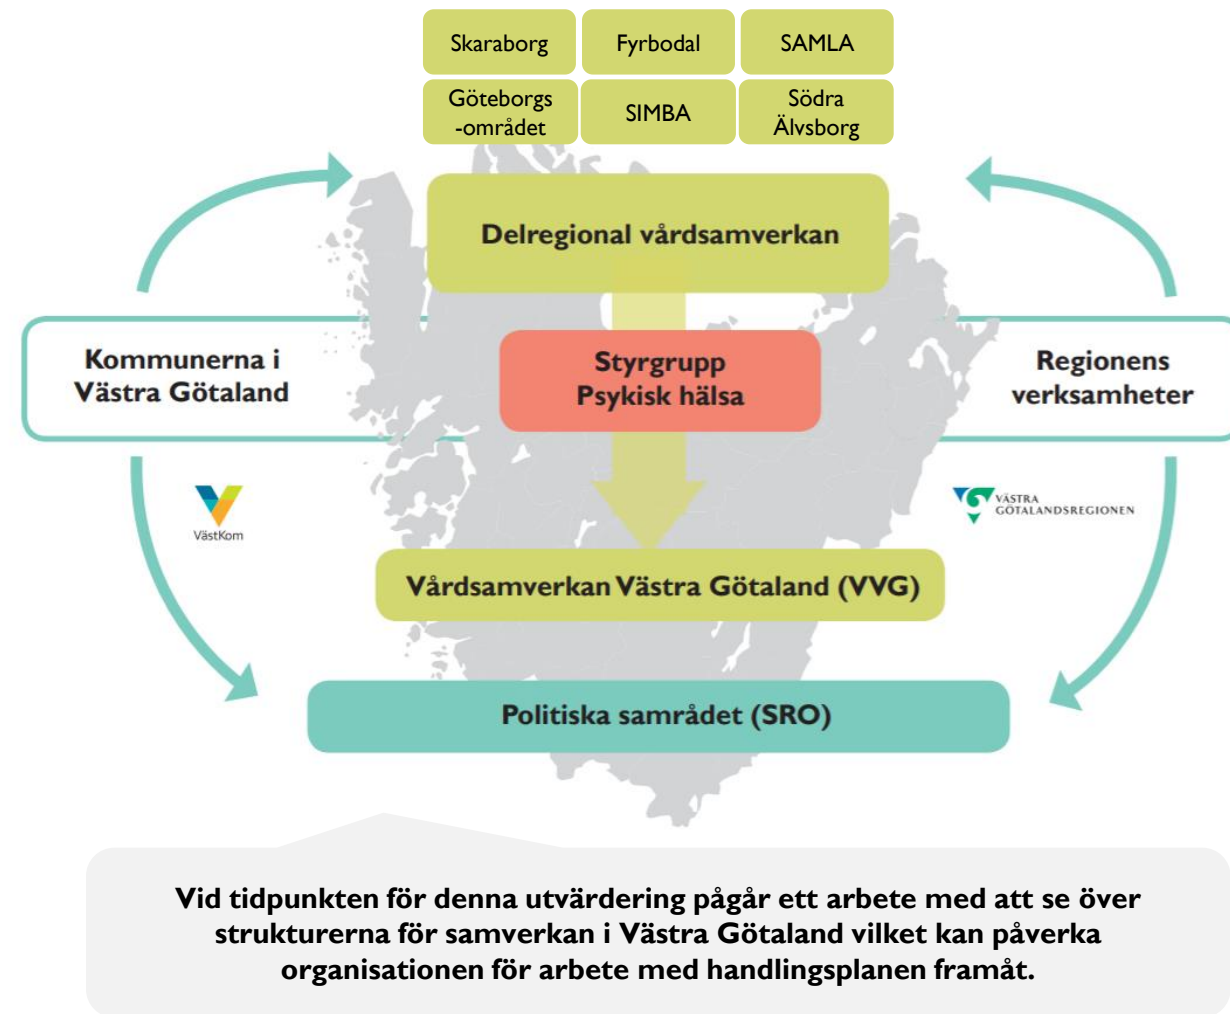 Skaraborg
Fyrbodal
SAMLA
Göteborgs
-området
SIMBA
Södra
Älvsborg
Delregional vårdsamverkan
Kommunerna i
Västra Götaland
Styrgrupp
Psykisk hälsa
Regionens
verksamheter
VästKom
VÄSTRA
GÖTALANDSREGIONEN
Vårdsamverkan Västra Götaland (VVG)
Politiska samrådet (SRO)
Vid tidpunkten för denna utvärdering pågår ett arbete med att se över
strukturerna för samverkan i Västra Götaland vilket kan påverka
organisationen för arbete med handlingsplanen framåt.